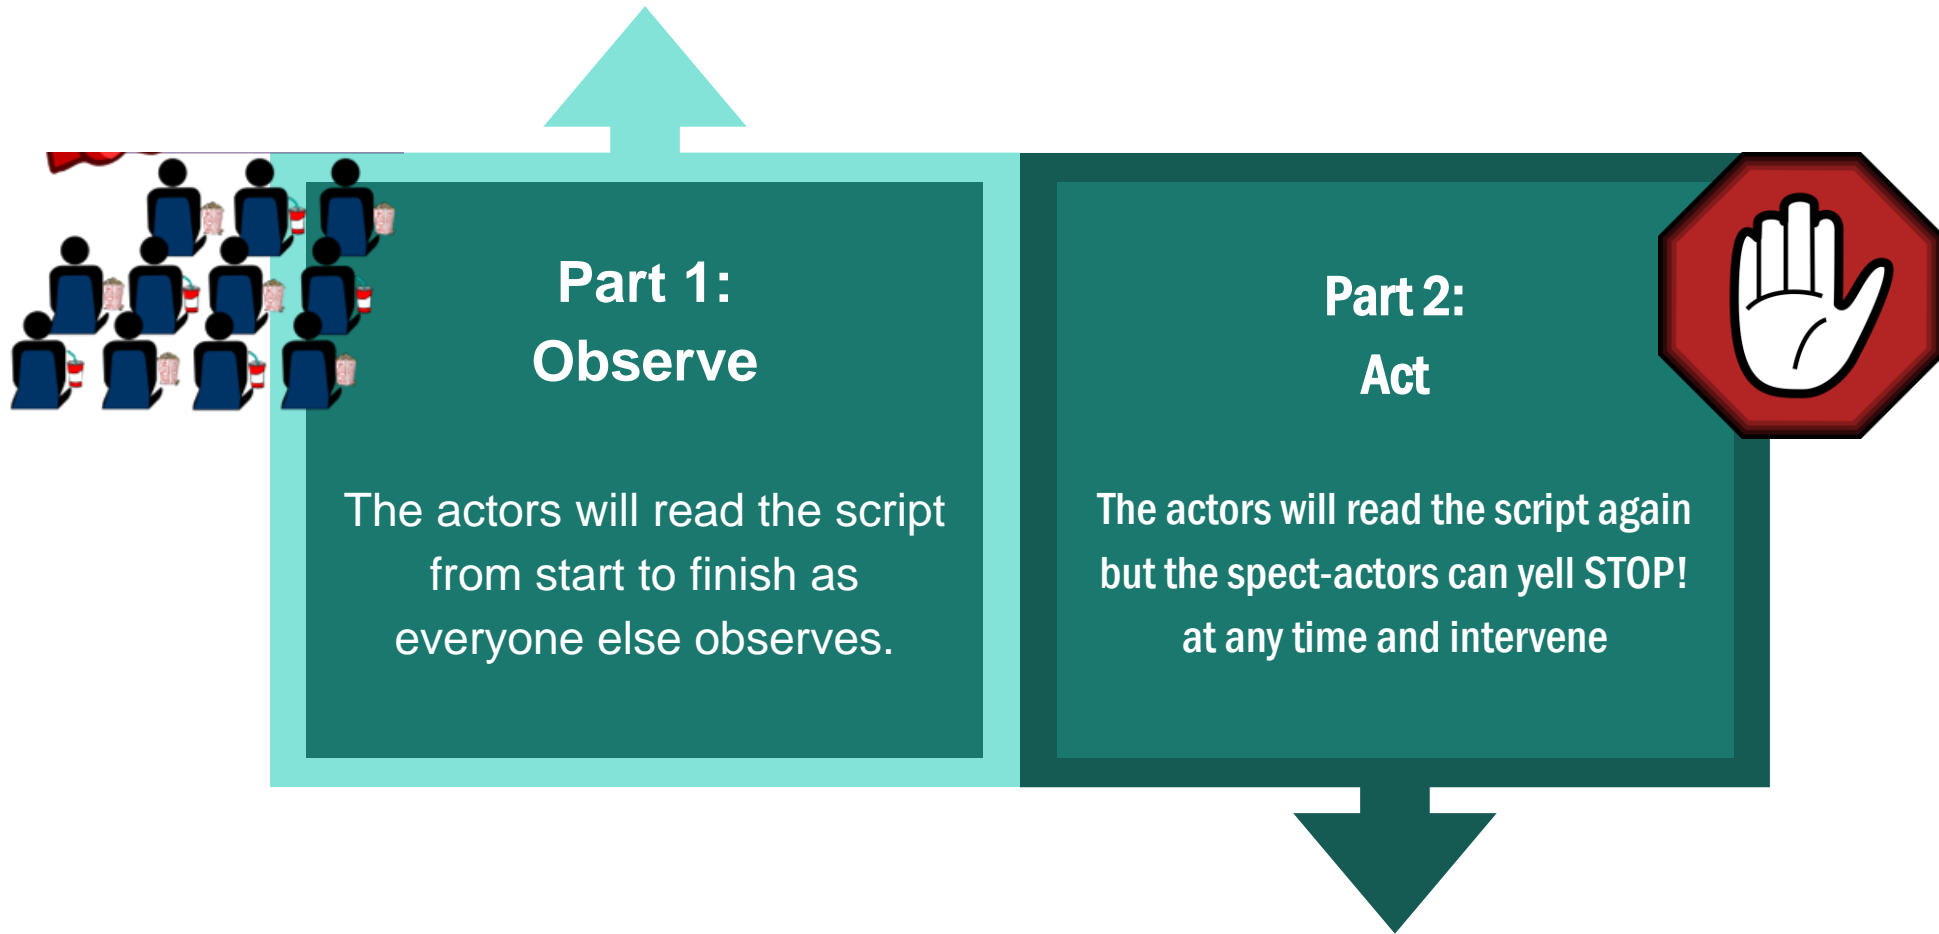 Part 1:
Observe
The actors will read the script
from start to finish as
everyone else observes.
Part 2:
Act
The actors will read the script again
but the spect-actors can yell STOP!
at any time and intervene